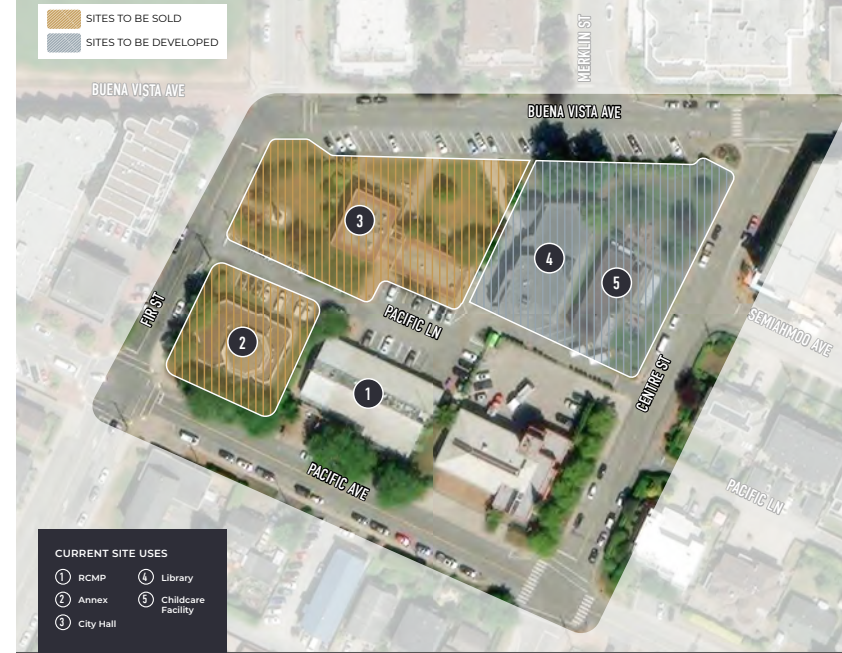 SITES TO BE SOLD
SITES TO BE DEVELOPED
MERKLIN ST
BUENA VISTA AVE
BUENA VISTA AVE
3
4
5
FIR ST
PACIFIC LN
SEMIAHMOO AVE
2
1
CENTRE ST
PACIFIC AVE
PACIFIC LN
CURRENT SITE USES
1 RCMP
2 Annex
3 City Hall
4 Library
5 Childcare
Facility